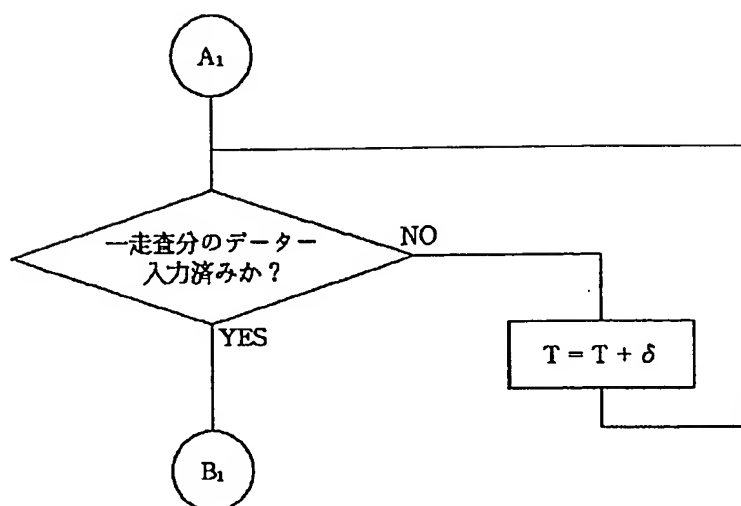 A₁
一走査分のデーター
入力済みか？
NO
T = T + δ
YES
B₁